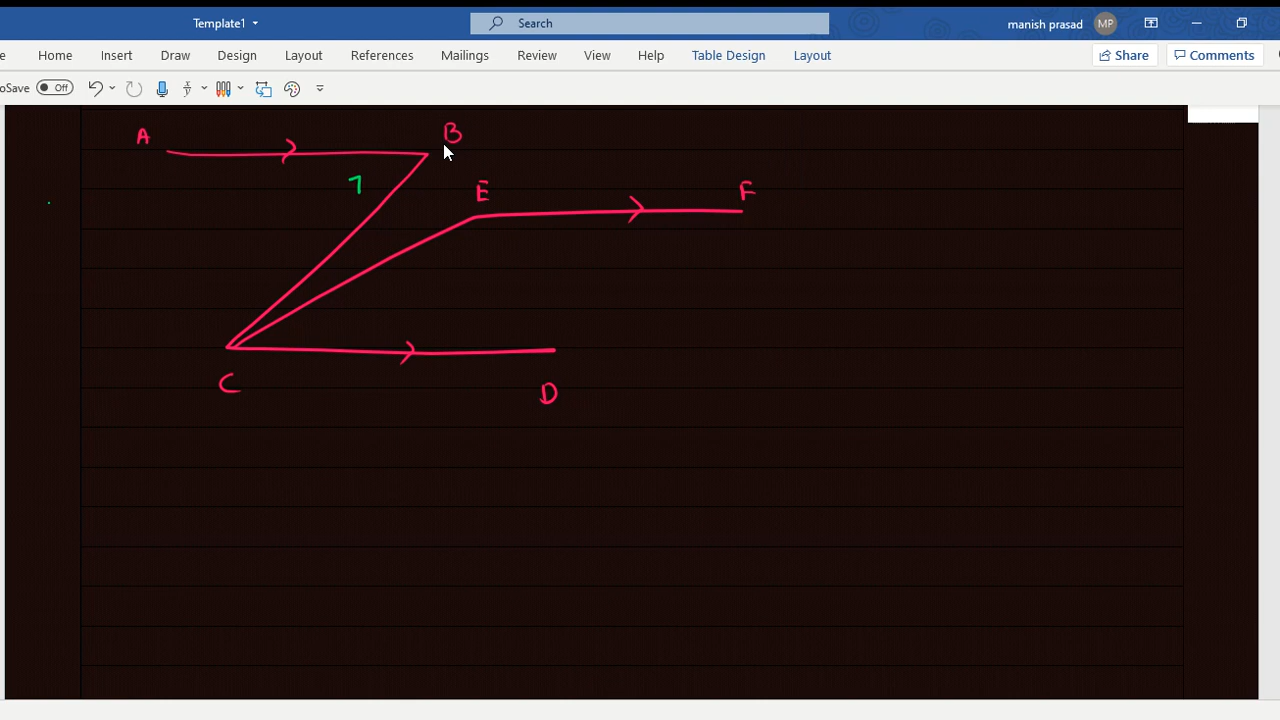 Template1
Search
manish prasad MP
e Home Insert Draw Design Layout References Mailings Review View Help Table Design Layout Share Comments
oSave Off
A
B
7
E
F
C
D